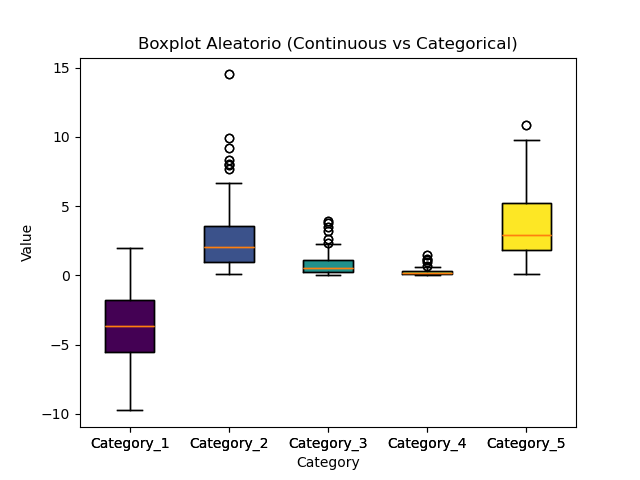 Boxplot Aleatorio (Continuous vs Categorical)
15
10
5
0
−5
−10
Value
Category_1 Category_2 Category_3 Category_4 Category_5
Category